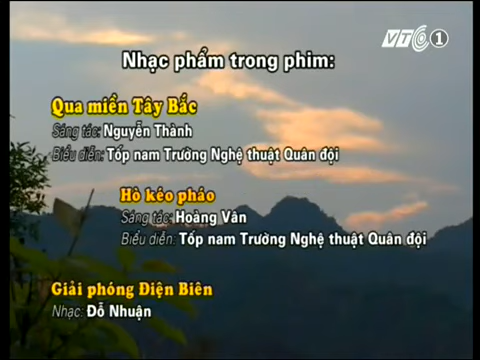 VTC 1
Nhạc phẩm trong phim:
Qua miền Tây Bắc
Sáng tác: Nguyễn Thành
Biểu diễn: Tốp nam Trường Nghệ thuật Quân đội
Hò kéo pháo
Sáng tác: Hoàng Vân
Biểu diễn: Tốp nam Trường Nghệ thuật Quân đội
Giải phóng Điện Biên
Nhạc: Đỗ Nhuận